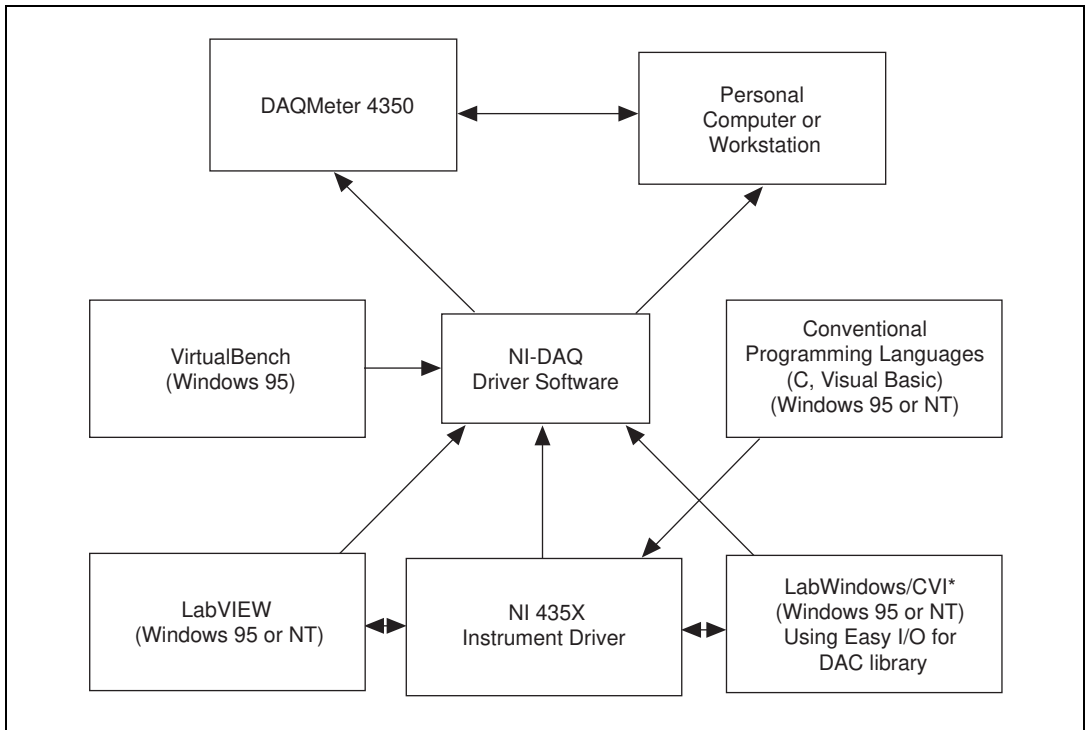 DAQMeter 4350
Personal
Computer or
Workstation
VirtualBench
(Windows 95)
NI-DAQ
Driver Software
Conventional
Programming Languages
(C, Visual Basic)
(Windows 95 or NT)
LabVIEW
(Windows 95 or NT)
NI 435X
Instrument Driver
LabWindows/CVI*
(Windows 95 or NT)
Using Easy I/O for
DAC library